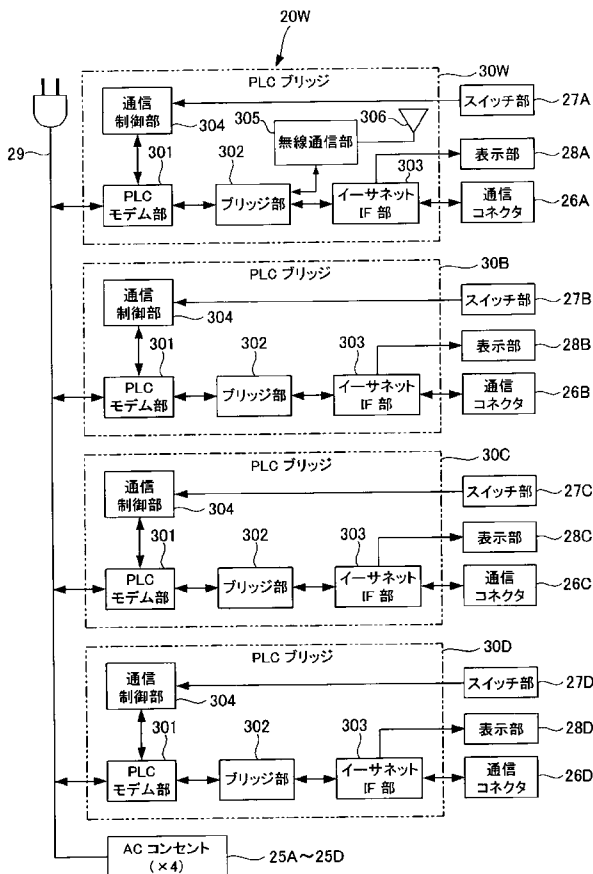 20W
PLC ブリッジ
30W
通信
制御部
304
305
無線通信部
306
スイッチ部
27A
29
301
302
303
表示部
28A
PLC
モデム部
ブリッジ部
イーサネット
IF 部
通信
コネクタ
26A
PLC ブリッジ
30B
通信
制御部
304
スイッチ部
27B
301
302
303
表示部
28B
PLC
モデム部
ブリッジ部
イーサネット
IF 部
通信
コネクタ
26B
PLC ブリッジ
30C
通信
制御部
304
スイッチ部
27C
301
302
303
表示部
28C
PLC
モデム部
ブリッジ部
イーサネット
IF 部
通信
コネクタ
26C
PLC ブリッジ
30D
通信
制御部
304
スイッチ部
27D
301
302
303
表示部
28D
PLC
モデム部
ブリッジ部
イーサネット
IF 部
通信
コネクタ
26D
AC コンセント
(×4)
25A～25D